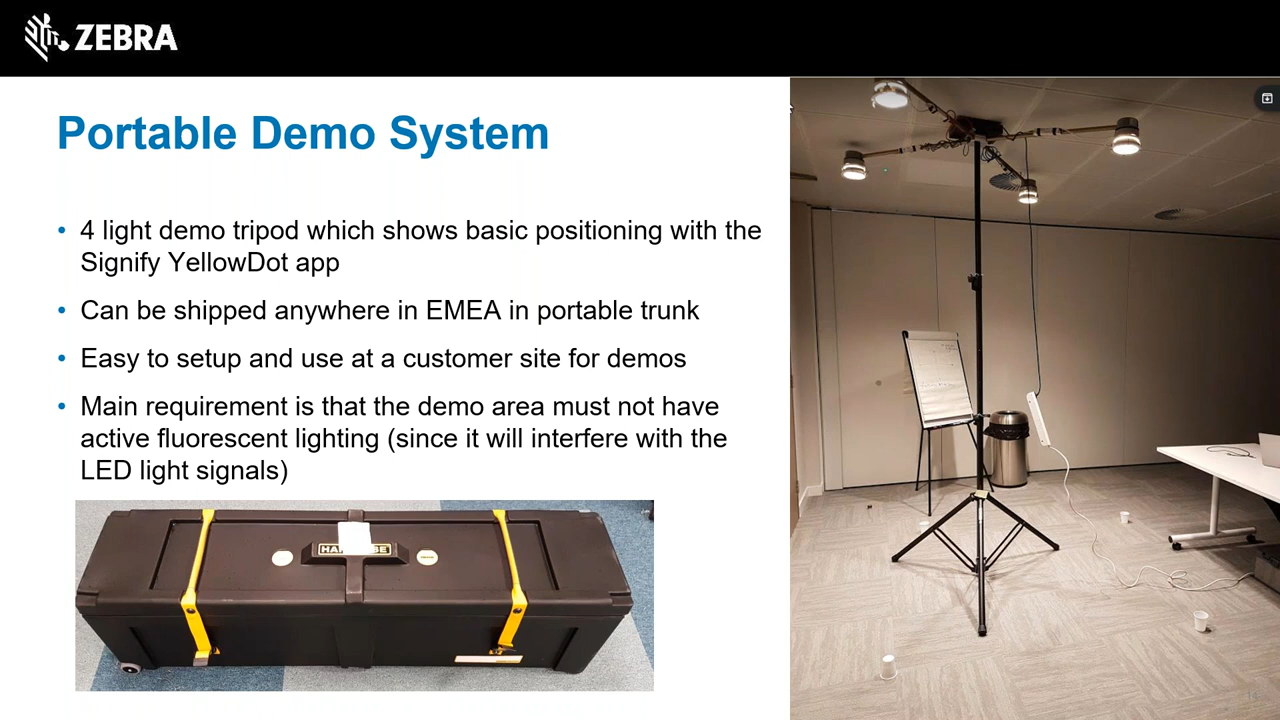 ZEBRA
Portable Demo System
• 4 light demo tripod which shows basic positioning with the
Signify YellowDot app
• Can be shipped anywhere in EMEA in portable trunk
• Easy to setup and use at a customer site for demos
• Main requirement is that the demo area must not have
active fluorescent lighting (since it will interfere with the
LED light signals)